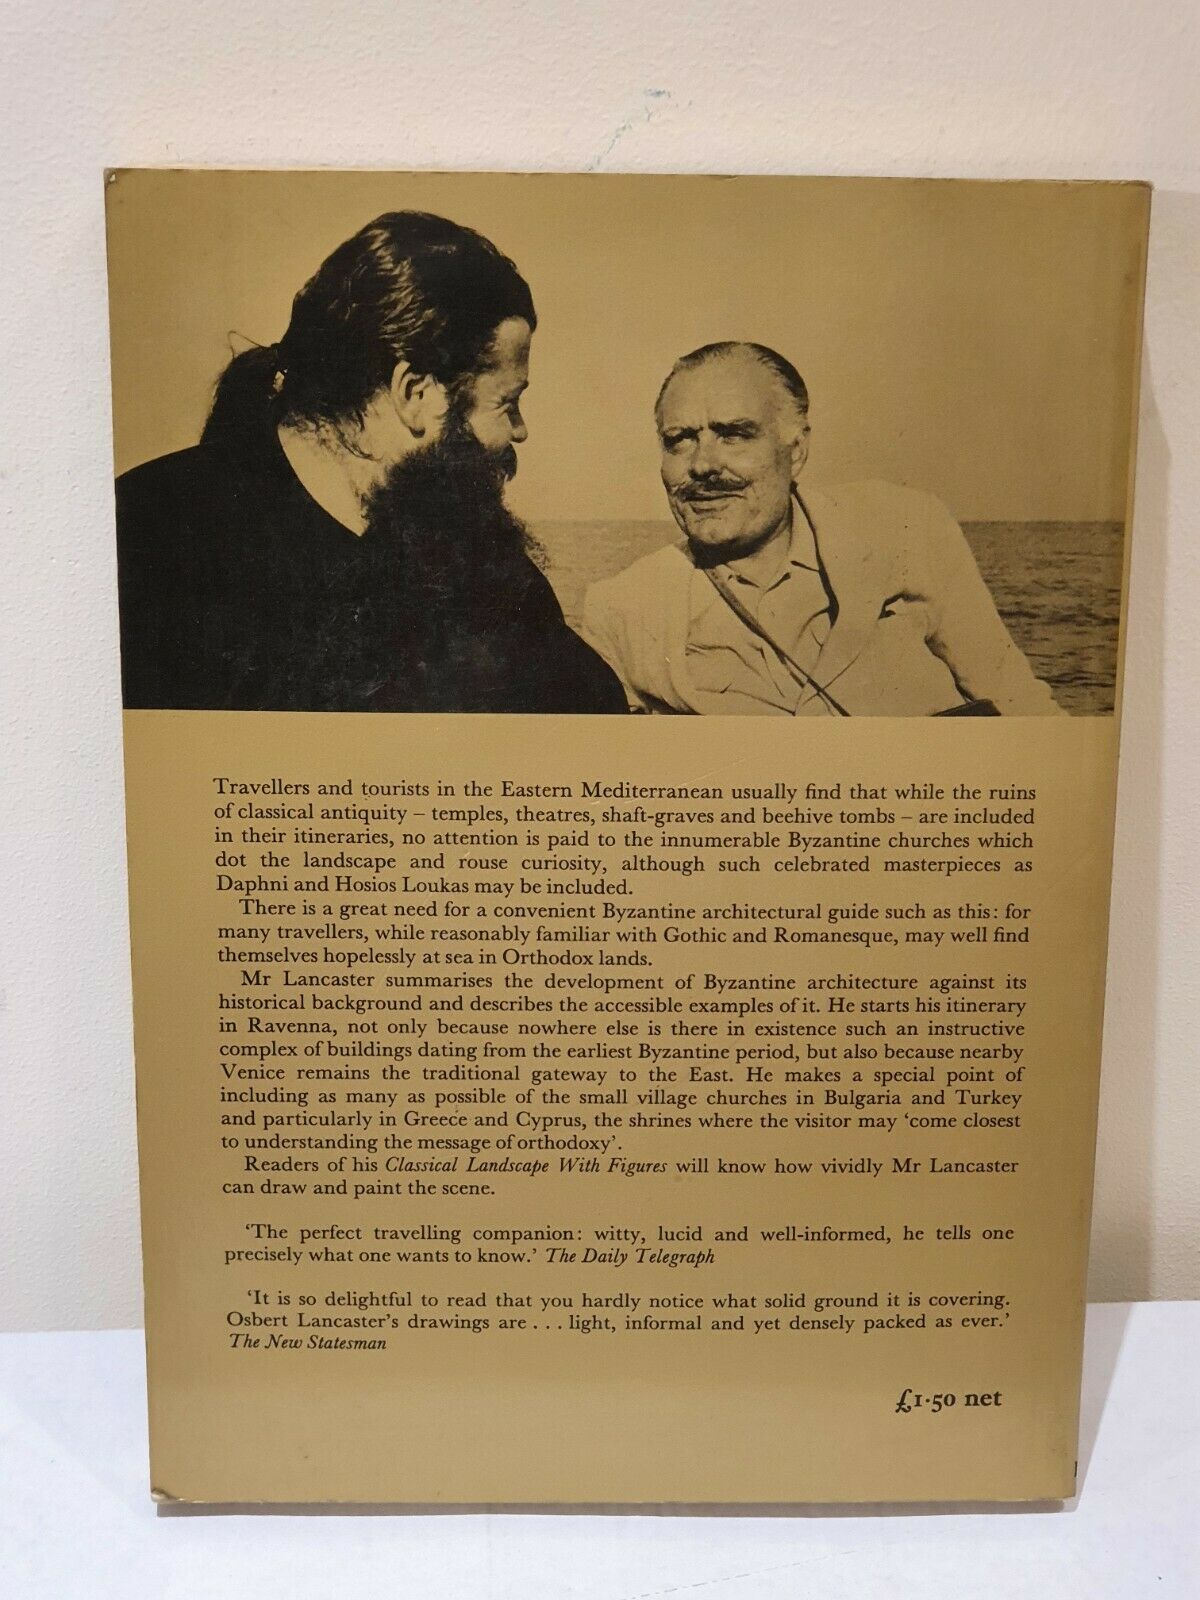 Travellers and tourists in the Eastern Mediterranean usually find that while the ruins
of classical antiquity – temples, theatres, shaft-graves and beehive tombs – are included
in their itineraries, no attention is paid to the innumerable Byzantine churches which
dot the landscape and rouse curiosity, although such celebrated masterpieces as
Daphni and Hosios Loukas may be included.
There is a great need for a convenient Byzantine architectural guide such as this: for
many travellers, while reasonably familiar with Gothic and Romanesque, may well find
themselves hopelessly at sea in Orthodox lands.
Mr Lancaster summarises the development of Byzantine architecture against its
historical background and describes the accessible examples of it. He starts his itinerary
in Ravenna, not only because nowhere else is there in existence such an instructive
complex of buildings dating from the earliest Byzantine period, but also because nearby
Venice remains the traditional gateway to the East. He makes a special point of
including as many as possible of the small village churches in Bulgaria and Turkey
and particularly in Greece and Cyprus, the shrines where the visitor may ‘come closest
to understanding the message of orthodoxy’.
Readers of his Classical Landscape With Figures will know how vividly Mr Lancaster
can draw and paint the scene.
‘The perfect travelling companion: witty, lucid and well-informed, he tells one
precisely what one wants to know.’ The Daily Telegraph
‘It is so delightful to read that you hardly notice what solid ground it is covering.
Osbert Lancaster’s drawings are . . . light, informal and yet densely packed as ever.’
The New Statesman
£1·50 net